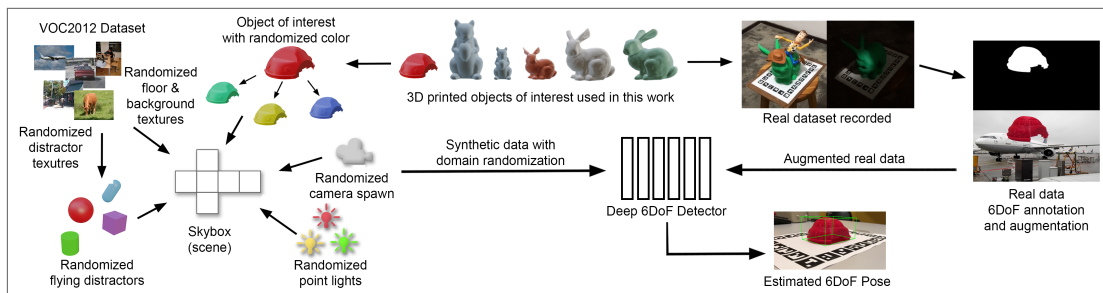 VOC2012 Dataset
Randomized
floor &
background
textures
Randomized
distractor
texutres
Randomized
flying distractors
Object of interest
with randomized color
Skybox
(scene)
Randomized
camera spawn
Randomized
point lights
3D printed objects of interest used in this work
Synthetic data with
domain randomization
Deep 6DoF Detector
Estimated 6DoF Pose
Real dataset recorded
Augmented real data
Real data
6DoF annotation
and augmentation